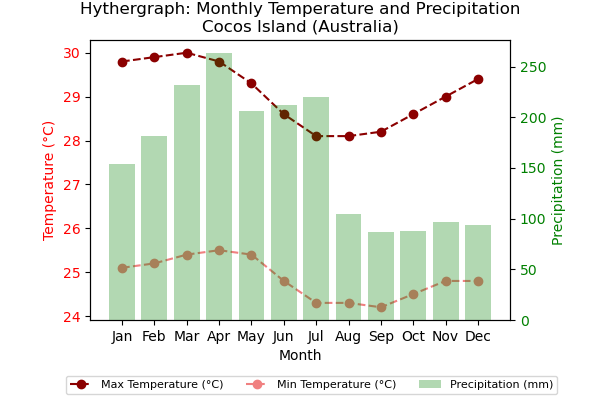 Hythergraph: Monthly Temperature and Precipitation
Cocos Island (Australia)
30
29
28
27
26
25
24
Temperature (°C)
250
200
150
100
50
0
Precipitation (mm)
Jan Feb Mar Apr May Jun Jul Aug Sep Oct Nov Dec
Month
Max Temperature (°C) Min Temperature (°C) Precipitation (mm)